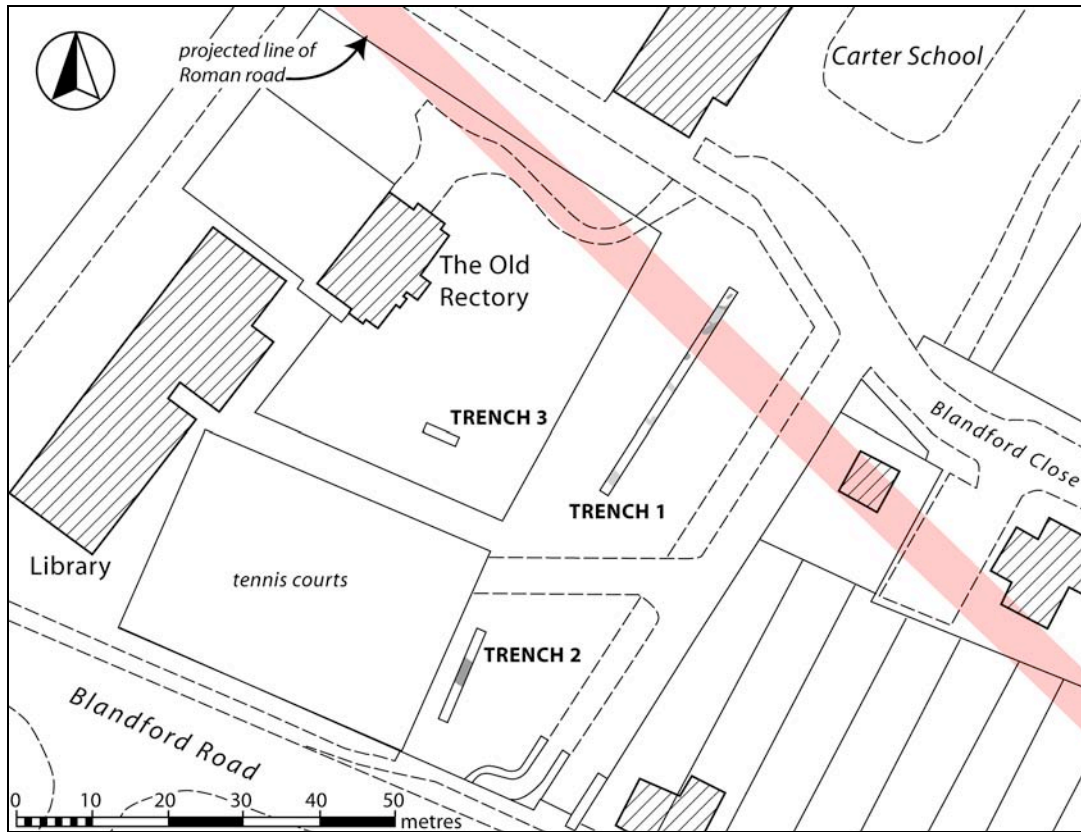 projected line of
Roman road
Carter School
The Old
Rectory
TRENCH 3
TRENCH 1
Blandford Close
Library
tennis courts
TRENCH 2
Blandford Road
0 10 20 30 40 50
metres